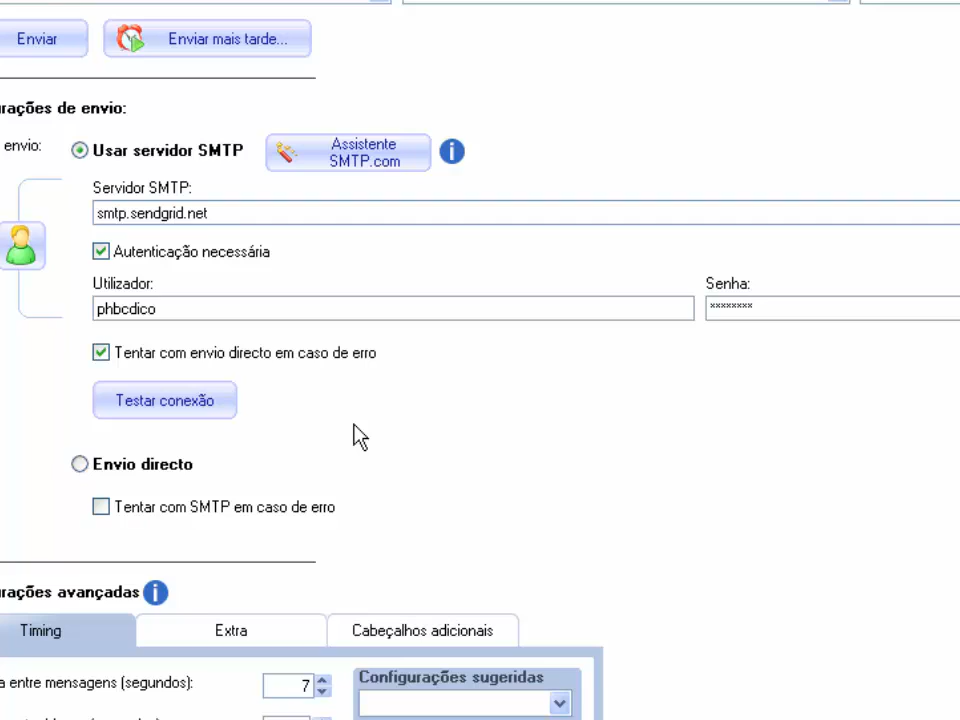 Enviar
Enviar mais tarde...
rações de envio:
envio:
Usar servidor SMTP
Assistente
SMTP.com
Servidor SMTP:
smtp.sendgrid.net
Autenticação necessária
Utilizador:
Senha:
phbcdico
********
Tentar com envio directo em caso de erro
Testar conexão
Envio directo
Tentar com SMTP em caso de erro
rações avançadas
Timing
Extra
Cabeçalhos adicionais
a entre mensagens (segundos):
7
Configurações sugeridas